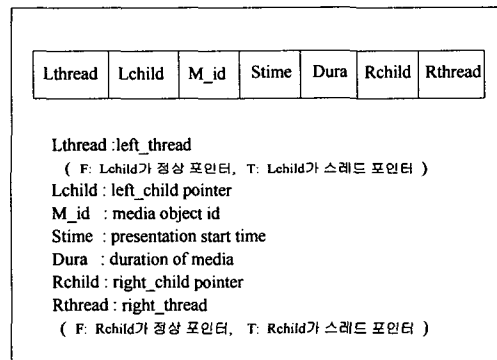 Lthread Lchild M_id Stime Dura Rchild Rthread
Lthread :left_thread
( F: Lchild가 정상 포인터, T: Lchild가 스레드 포인터 )
Lchild : left_child pointer
M_id : media object id
Stime : presentation start time
Dura : duration of media
Rchild : right_child pointer
Rthread : right_thread
( F: Rchild가 정상 포인터, T: Rchild가 스레드 포인터 )